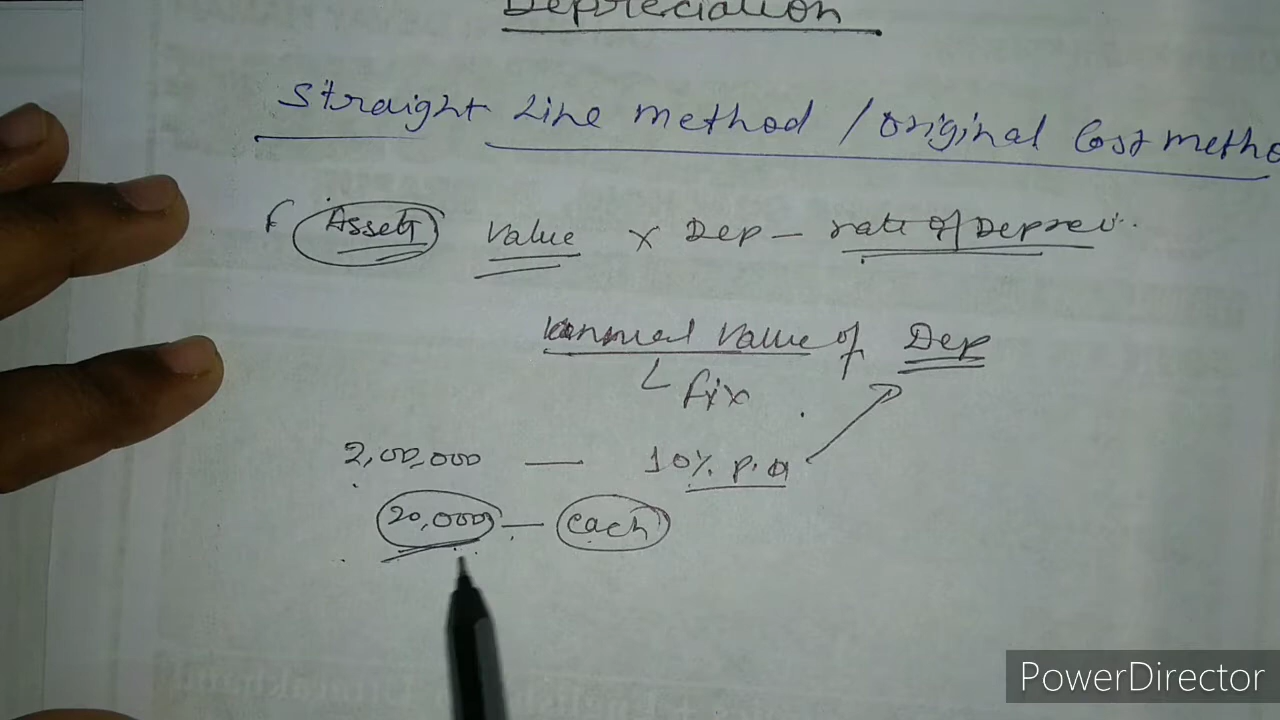 Depreciation
Straight Line Method / Original Cost Metho
Assets Value x Dep - rate of Deprei.
Annual Value of Dep
fix
2,00,000 — 10% p.a
20,000 — each
PowerDirector